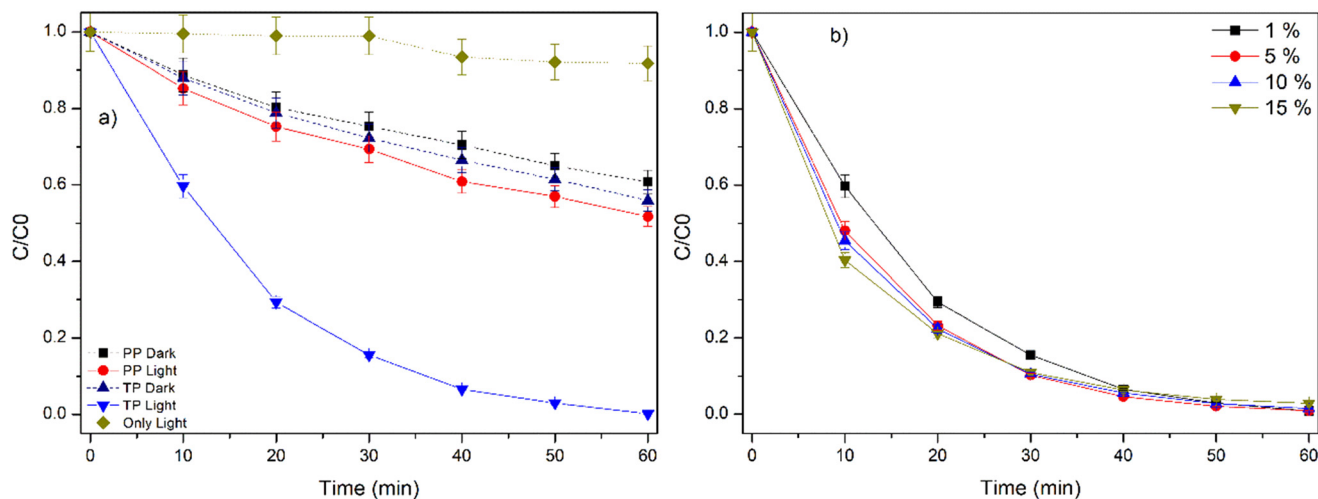 1.0
0.8
0.6
0.4
0.2
0.0
C/C0
a)
PP Dark
PP Light
TP Dark
TP Light
Only Light
0 10 20 30 40 50 60
Time (min)
1.0
0.8
0.6
0.4
0.2
0.0
C/C0
b)
1 %
5 %
10 %
15 %
0 10 20 30 40 50 60
Time (min)